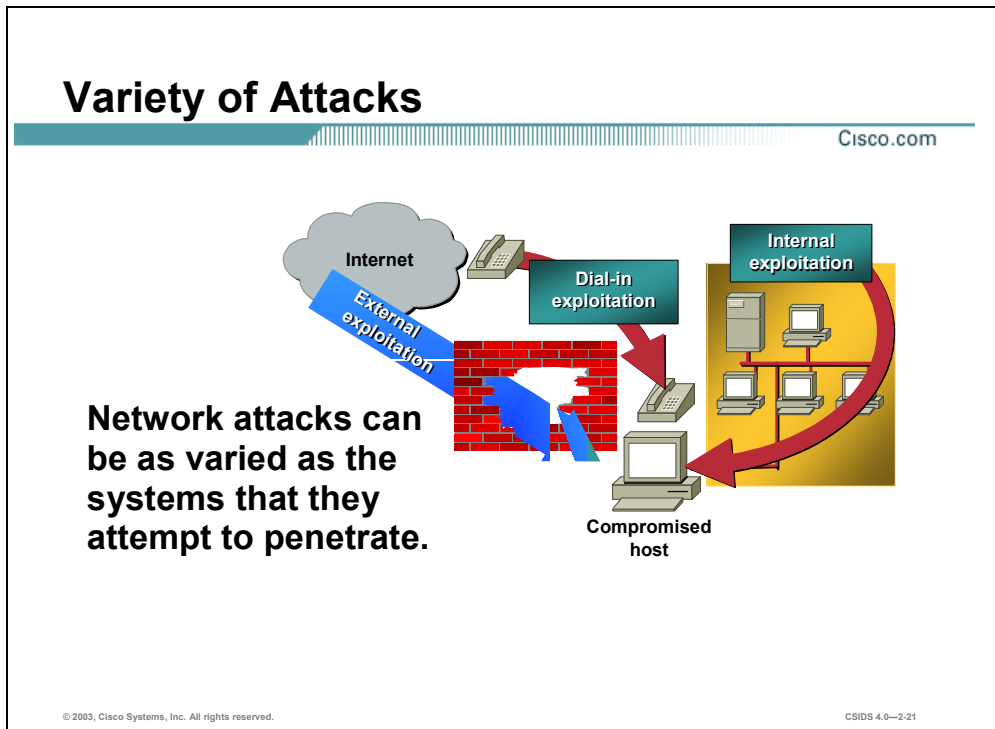 Variety of Attacks
Cisco.com
Internet
External
exploitation
Dial-in
exploitation
Internal
exploitation
Network attacks can
be as varied as the
systems that they
attempt to penetrate.
Compromised
host
© 2003, Cisco Systems, Inc. All rights reserved.
CSIDS 4.0—2-21